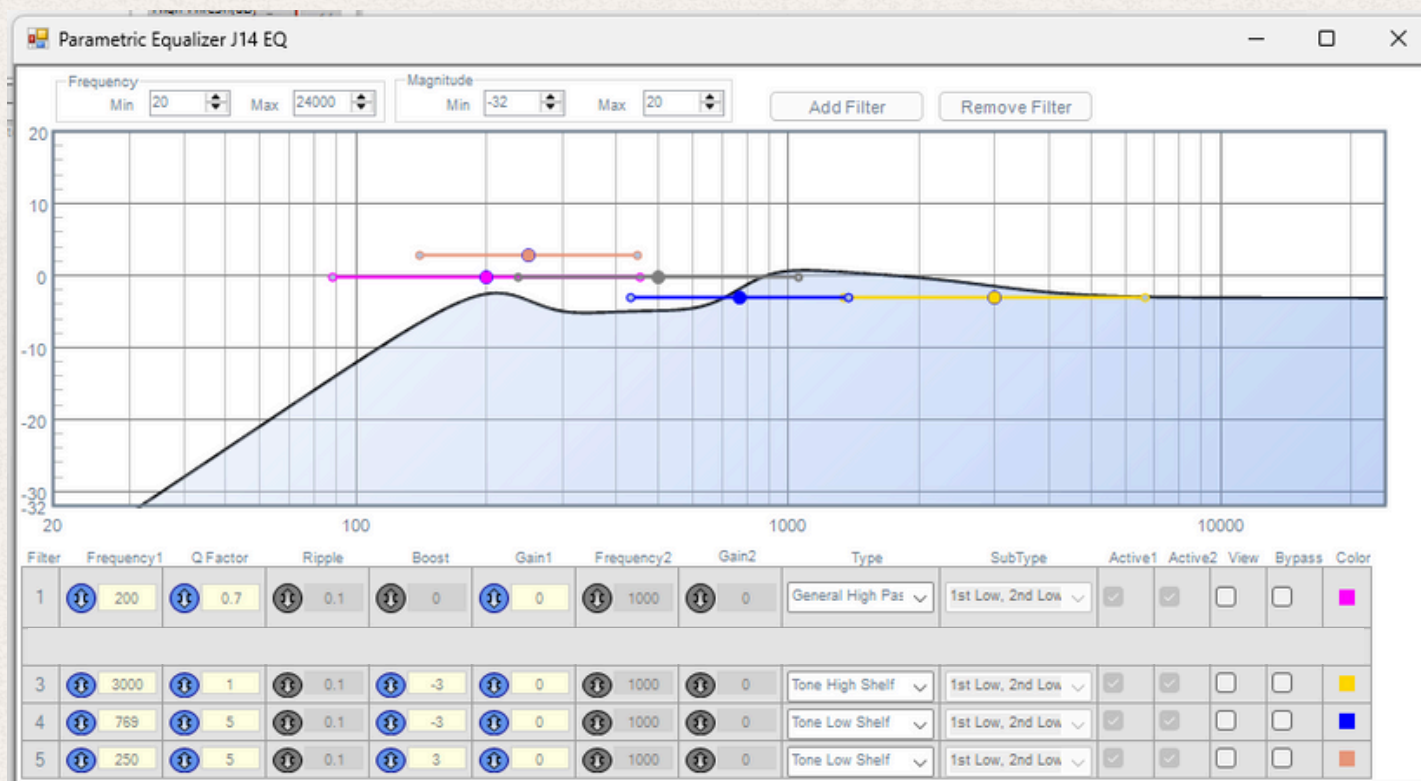 Parametric Equalizer J14 EQ
Frequency
Magnitude
Min 20 Max 24000 Min -32 Max 20 Add Filter Remove Filter
20
10
0
-10
-20
-30
-32
20 100 1000 10000
Filter Frequency1 Q Factor Ripple Boost Gain1 Frequency2 Gain2 Type SubType Active1 Active2 View Bypass Color
1 200 0.7 0.1 0 0 1000 0 General High Pas 1st Low, 2nd Low
3 3000 1 0.1 -3 0 1000 0 Tone High Shelf 1st Low, 2nd Low
4 769 5 0.1 -3 0 1000 0 Tone Low Shelf 1st Low, 2nd Low
5 250 5 0.1 3 0 1000 0 Tone Low Shelf 1st Low, 2nd Low